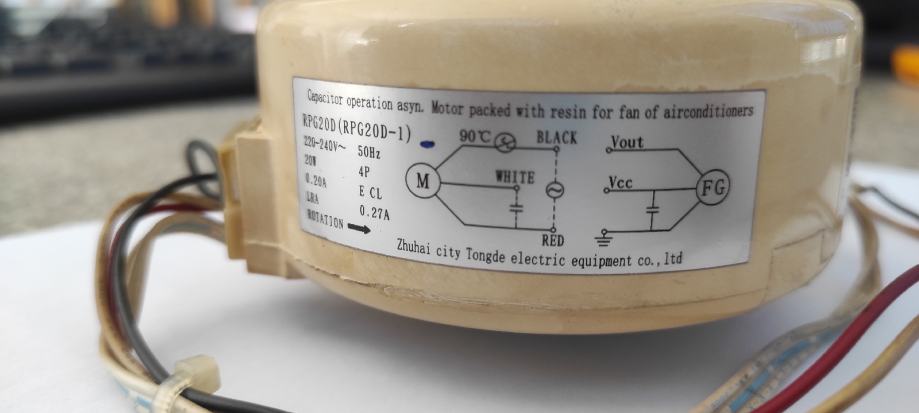 Capacitor operation asyn. Motor packed with resin for fan of airconditioners
RPG20D(RPG20D-1)
220-240V~ 50Hz
20W 4P
0.20A E CL
LRA 0.27A
ROTATION
90℃ BLACK
M
WHITE
RED
Vout
Vcc
FG
Zhuhai city Tongde electric equipment co., ltd